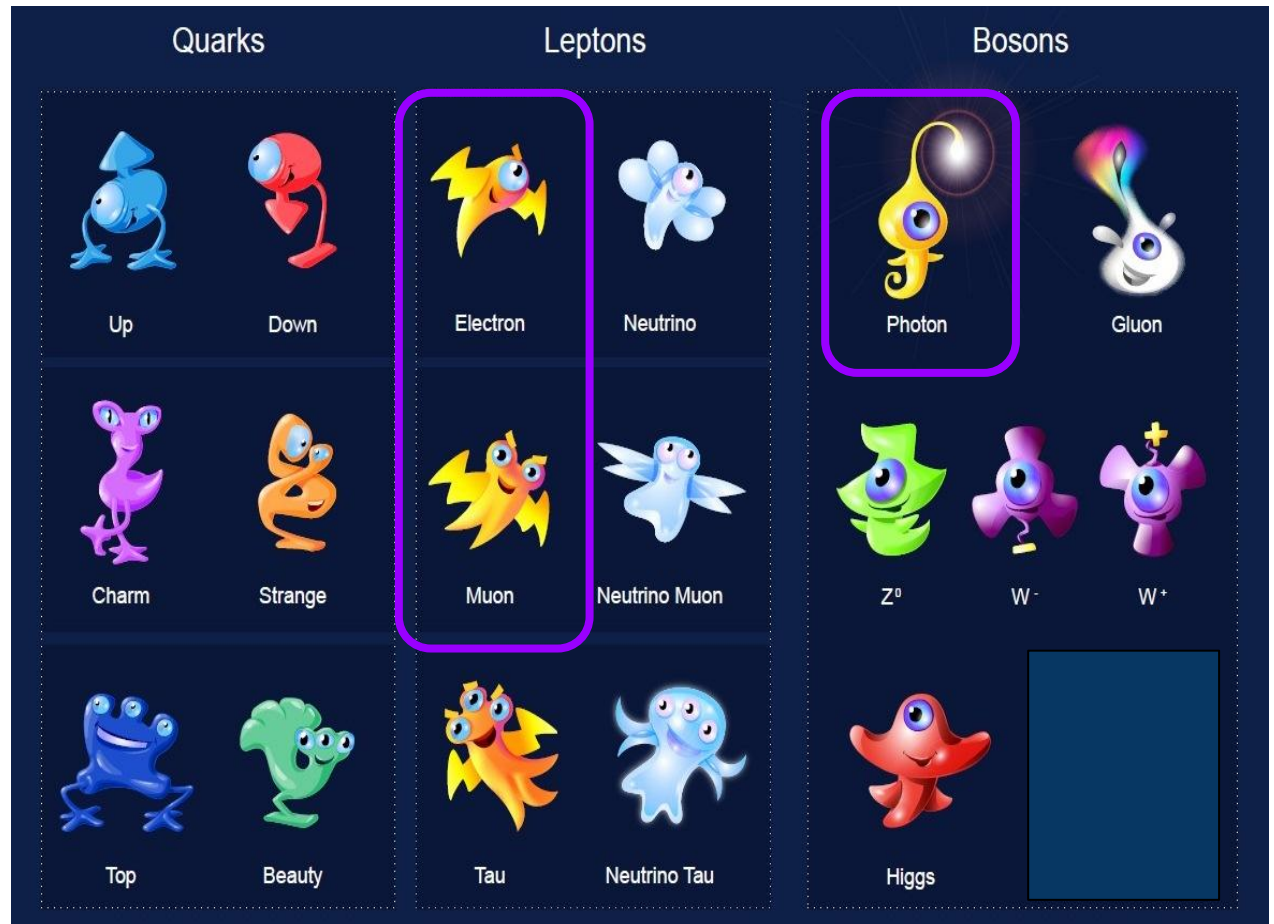 Quarks
Leptons
Bosons
Up
Down
Electron
Neutrino
Photon
Gluon
Charm
Strange
Muon
Neutrino Muon
Z⁰
W⁻
W⁺
Top
Beauty
Tau
Neutrino Tau
Higgs